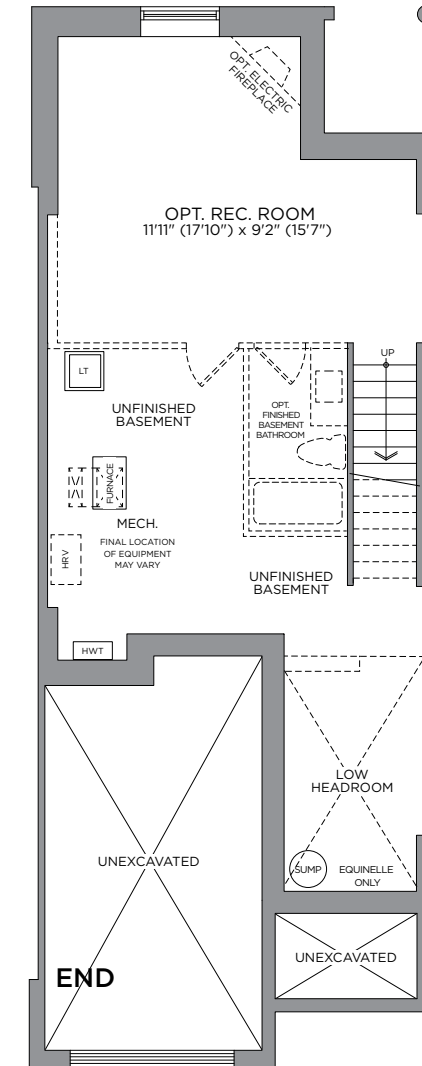 OPT. ELECTRIC
FIREPLACE
OPT. REC. ROOM
11'11" (17'10") x 9'2" (15'7")
UP
LT
UNFINISHED
BASEMENT
OPT.
FINISHED
BASEMENT
BATHROOM
FURNACE
MECH.
FINAL LOCATION
OF EQUIPMENT
MAY VARY
HRV
UNFINISHED
BASEMENT
HWT
LOW
HEADROOM
UNEXCAVATED
SUMP
EQUINELLE
ONLY
UNEXCAVATED
END